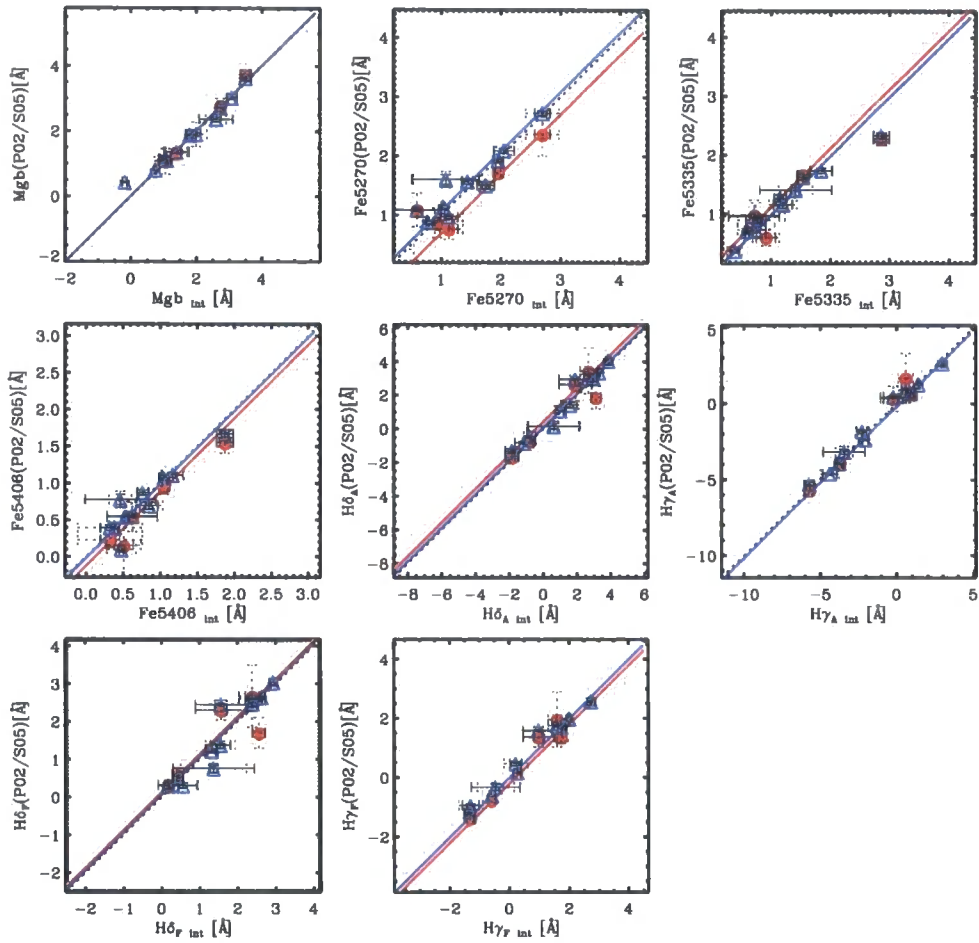 Mgb(P02/S05)[Å]
4
2
0
−2
−2 0 2 4
Mgb int [Å]
Fe5270(P02/S05)[Å]
4
3
2
1
1 2 3 4
Fe5270 int [Å]
Fe5335(P02/S05)[Å]
4
3
2
1
1 2 3 4
Fe5335 int [Å]
Fe5406(P02/S05)[Å]
3.0
2.5
2.0
1.5
1.0
0.5
0.0
0.0 0.5 1.0 1.5 2.0 2.5 3.0
Fe5406 int [Å]
Hδ_A(P02/S05)[Å]
6
4
2
0
−2
−4
−6
−8
−8 −6 −4 −2 0 2 4 6
Hδ_A int [Å]
Hγ_A(P02/S05)[Å]
5
0
−5
−10
−10 −5 0 5
Hγ_A int [Å]
Hδ_F(P02/S05)[Å]
4
3
2
1
0
−1
−2
−2 −1 0 1 2 3 4
Hδ_F int [Å]
Hγ_F(P02/S05)[Å]
4
2
0
−2
−2 0 2 4
Hγ_F int [Å]